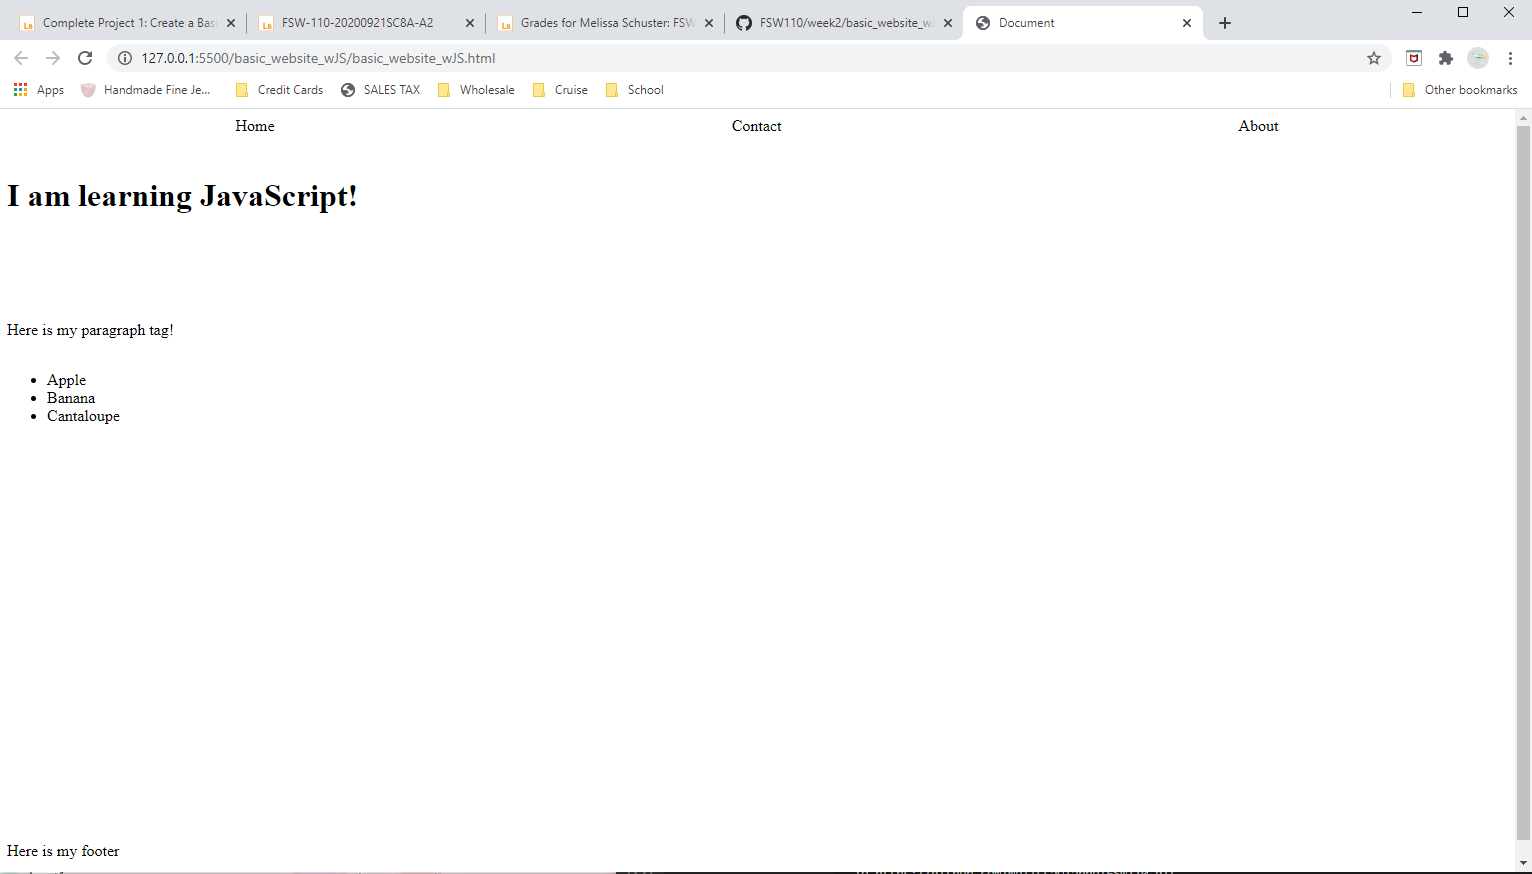 Complete Project 1: Create a Basi FSW-110-20200921SC8A-A2 Grades for Melissa Schuster: FSW FSW110/week2/basic_website_w Document
127.0.0.1:5500/basic_website_wJS/basic_website_wJS.html
Apps Handmade Fine Je... Credit Cards SALES TAX Wholesale Cruise School Other bookmarks
Home Contact About
I am learning JavaScript!
Here is my paragraph tag!
• Apple
• Banana
• Cantaloupe
Here is my footer